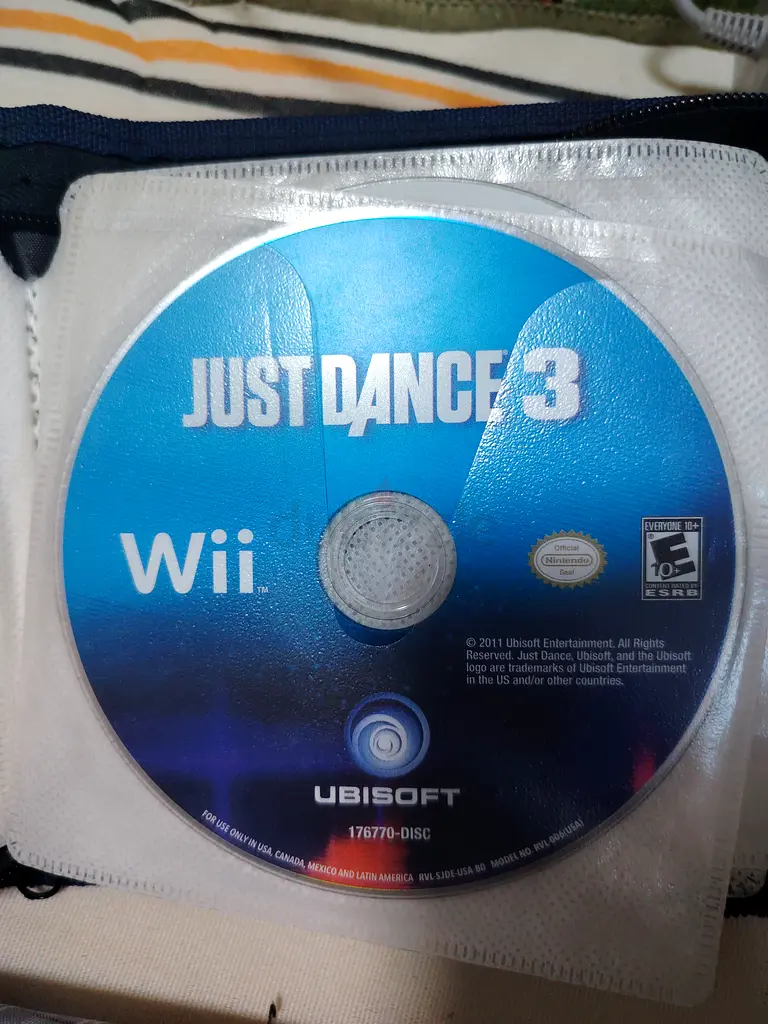 JUST DANCE 3
Wii™
Official
Nintendo
Seal
EVERYONE 10+
E
10+
CONTENT RATED BY
ESRB
© 2011 Ubisoft Entertainment. All Rights
Reserved. Just Dance, Ubisoft, and the Ubisoft
logo are trademarks of Ubisoft Entertainment
in the US and/or other countries.
UBISOFT
176770-DISC
FOR USE ONLY IN USA, CANADA, MEXICO AND LATIN AMERICA RVL-SJDE-USA-B0 MODEL NO. RVL-006(USA)